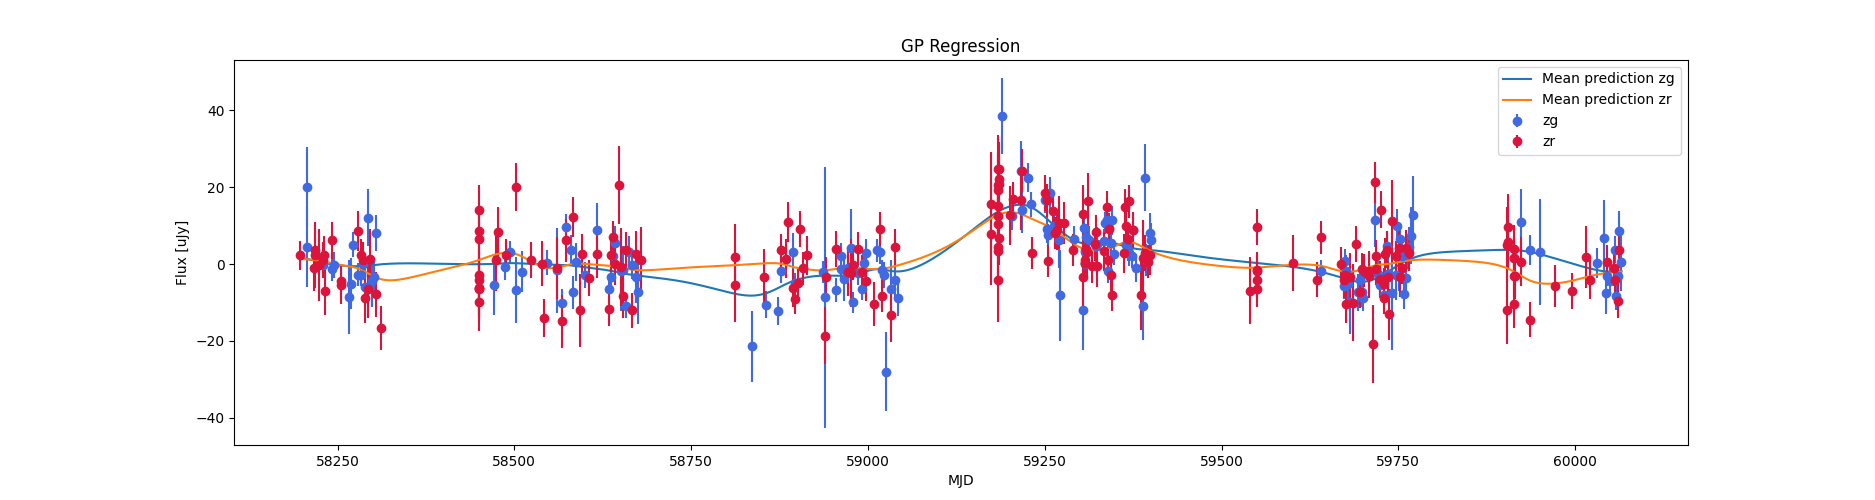 GP Regression
Flux [uJy]
40
20
0
−20
−40
58250 58500 58750 59000 59250 59500 59750 60000
MJD
Mean prediction zg
Mean prediction zr
zg
zr